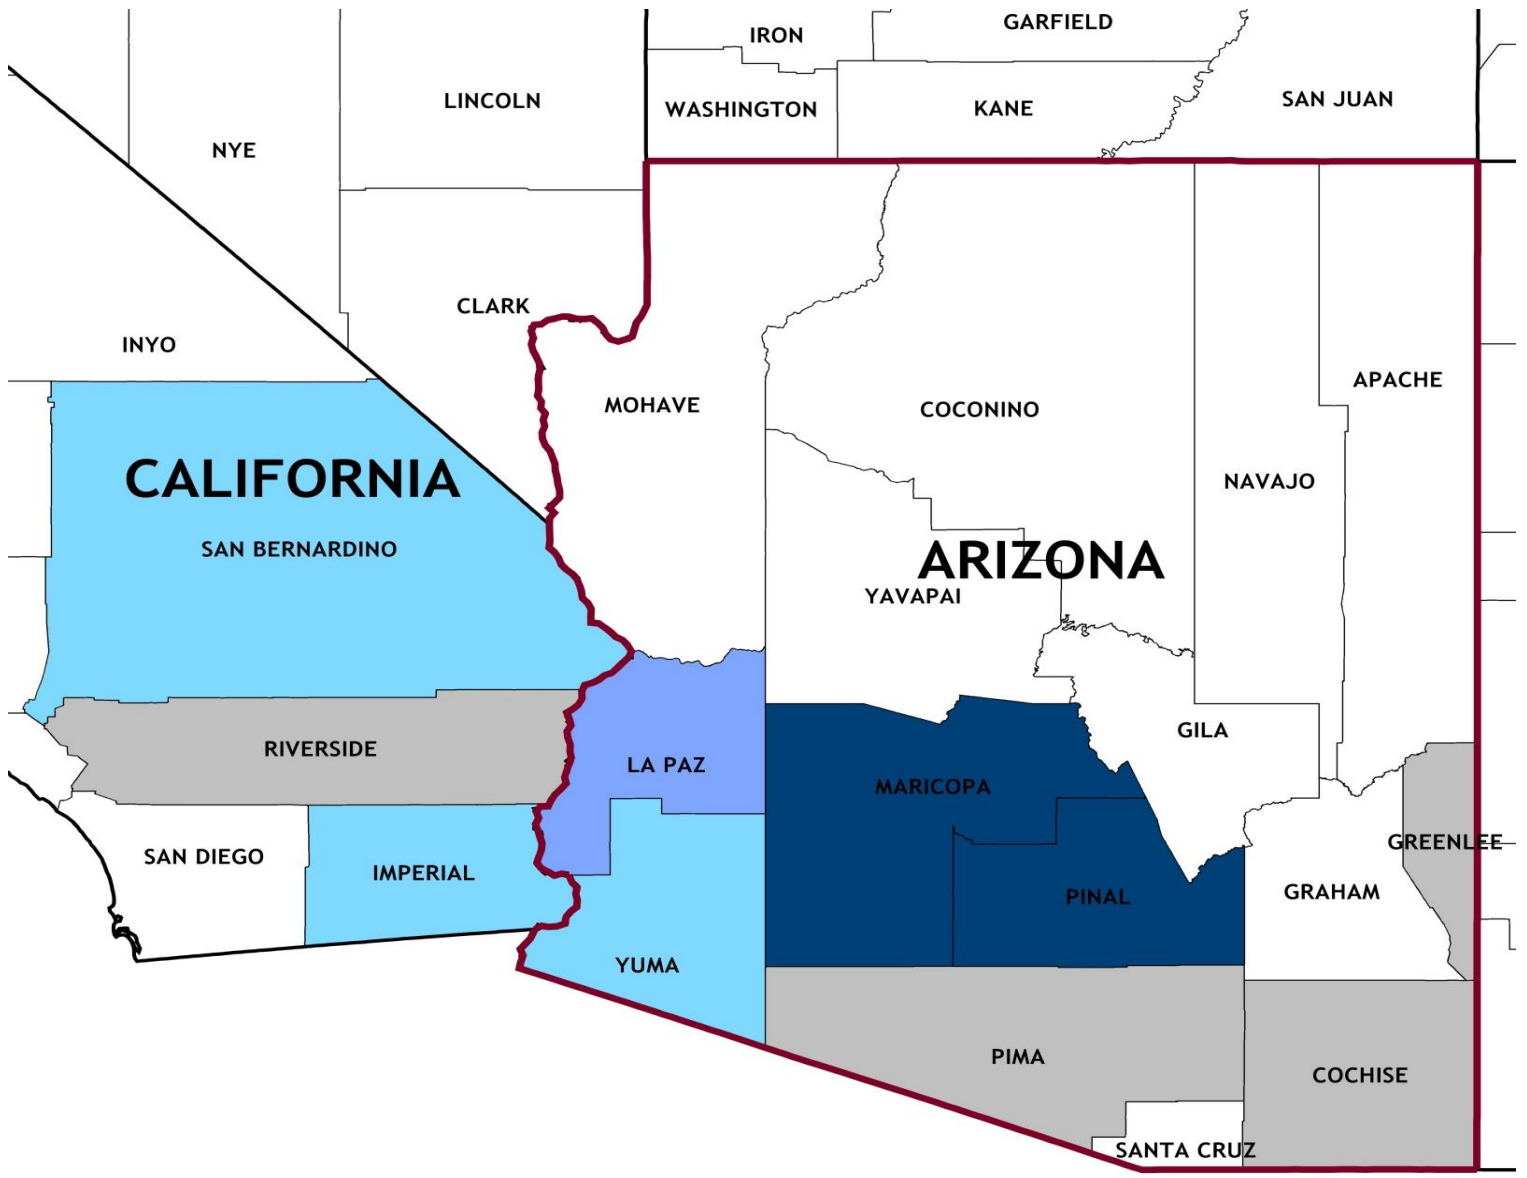 GARFIELD
IRON
SAN JUAN
LINCOLN
WASHINGTON
KANE
NYE
CLARK
INYO
APACHE
MOHAVE
COCONINO
CALIFORNIA
NAVAJO
SAN BERNARDINO
ARIZONA
YAVAPAI
GILA
RIVERSIDE
LA PAZ
MARICOPA
GREENLEE
SAN DIEGO
IMPERIAL
PINAL
GRAHAM
YUMA
PIMA
COCHISE
SANTA CRUZ